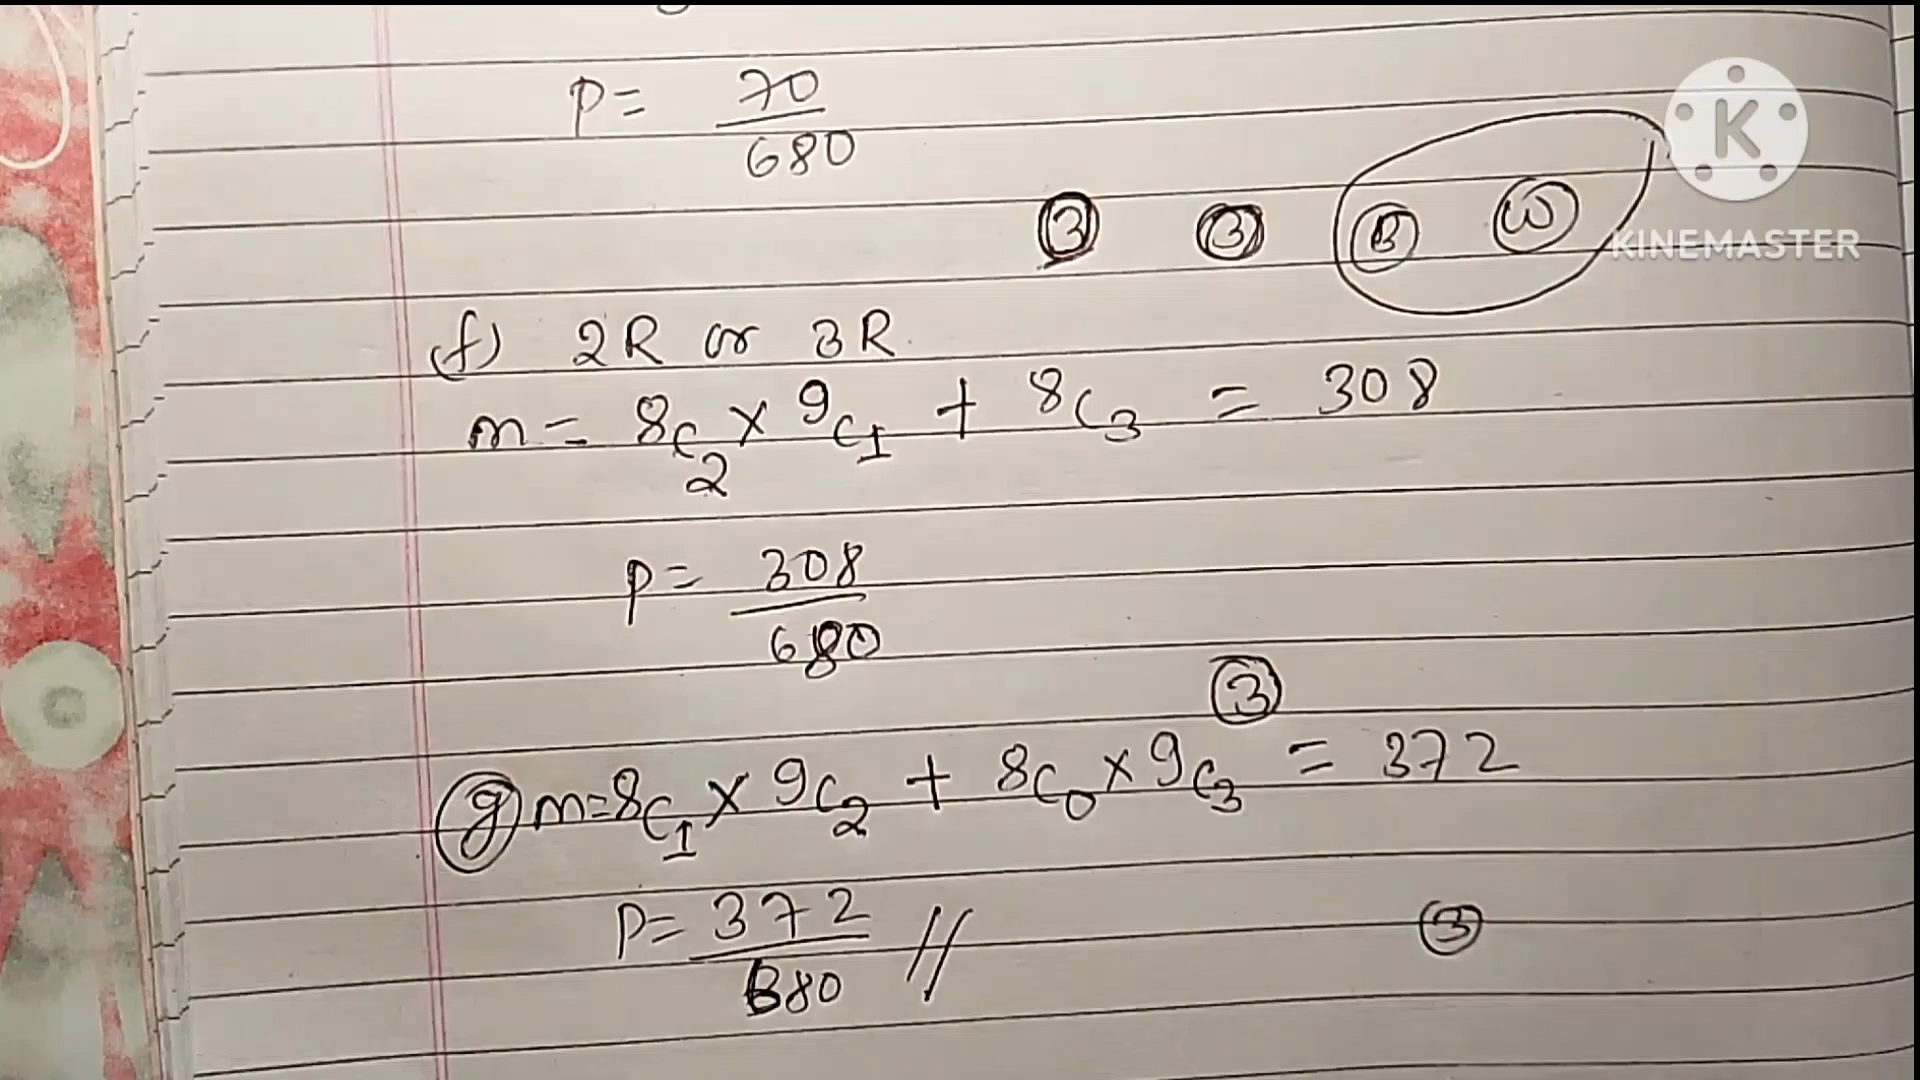 P = 70/680
3 3 B W
K
KINEMASTER
(f) 2R or 3R
m = 8c2 × 9c1 + 8c3 = 308
P = 308/680
3
g m = 8c1 × 9c2 + 8c0 × 9c3 = 372
P = 372/680 //
3